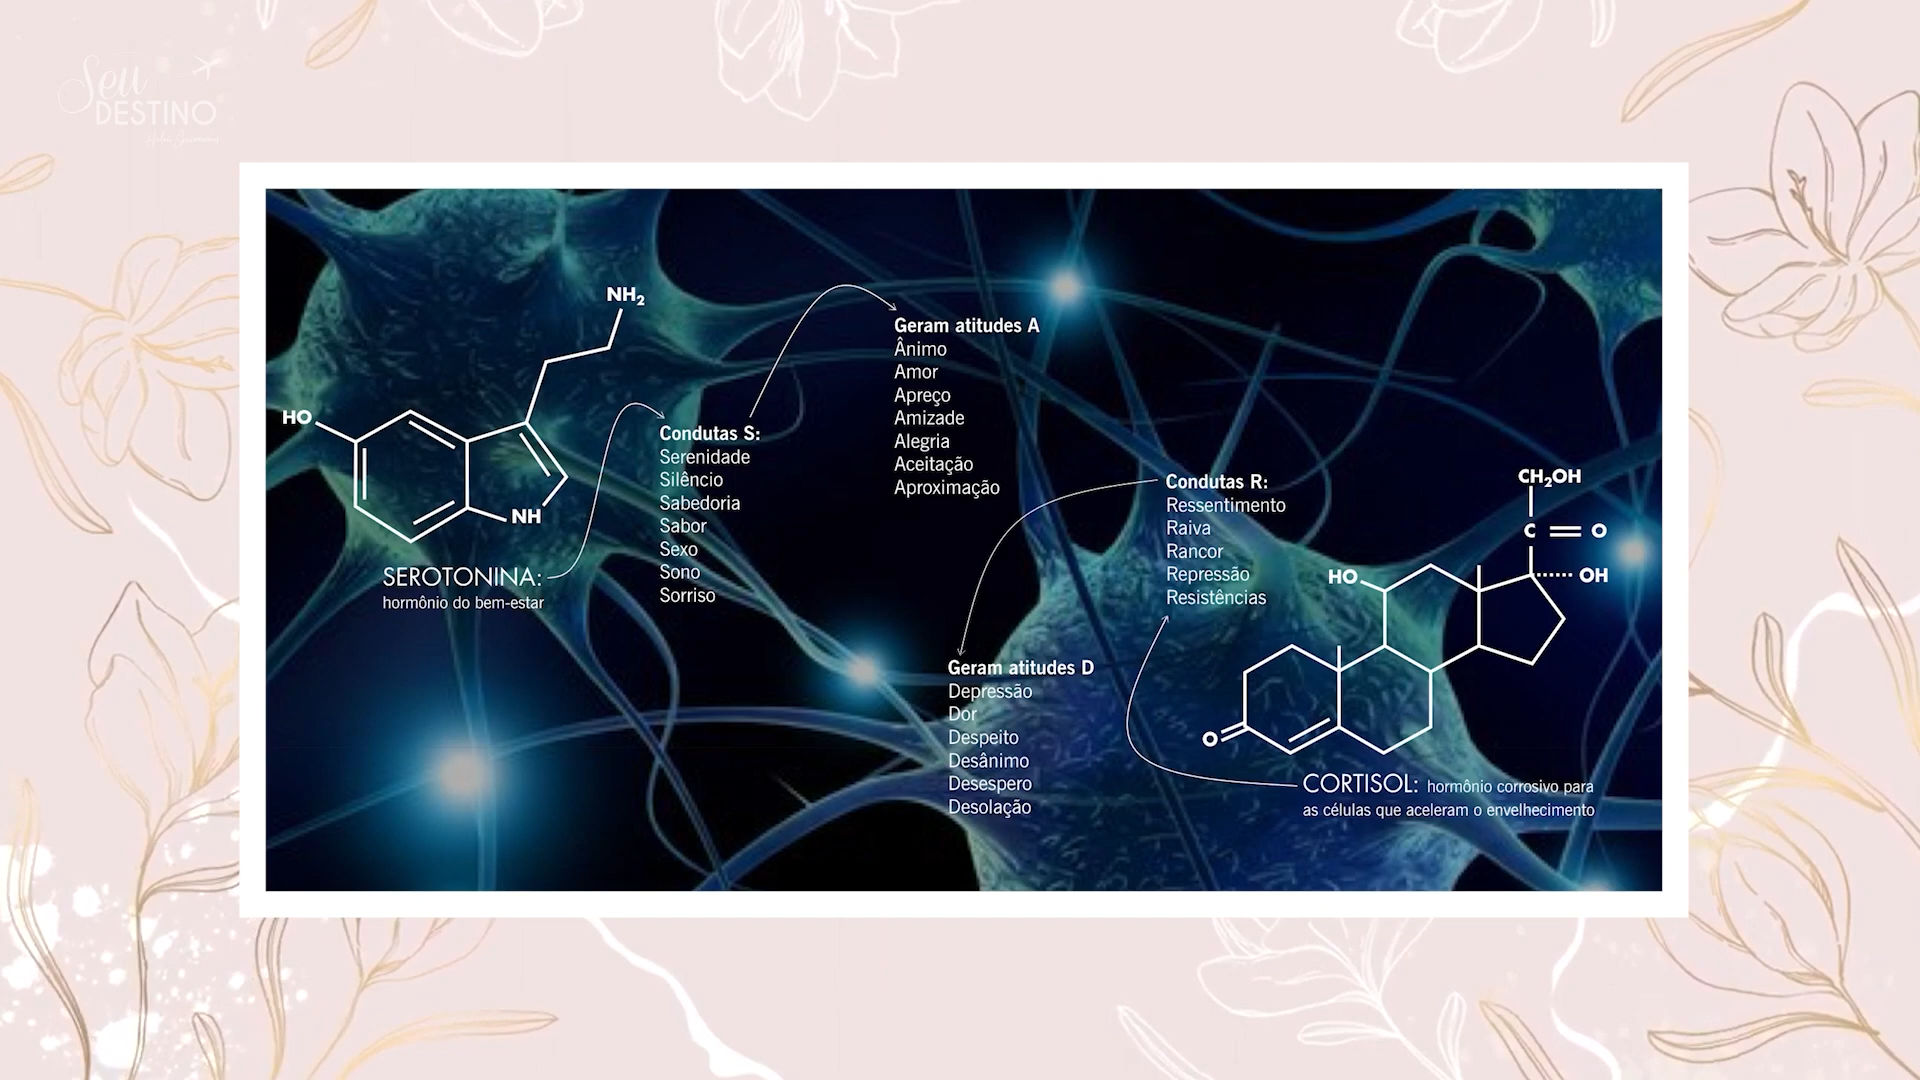 Seu
DESTINO
NH₂
HO
NH
SEROTONINA:
hormônio do bem-estar
Condutas S:
Serenidade
Silêncio
Sabedoria
Sabor
Sexo
Sono
Sorriso
Geram atitudes A
Ânimo
Amor
Apreço
Amizade
Alegria
Aceitação
Aproximação
Condutas R:
Ressentimento
Raiva
Rancor
Repressão
Resistências
Geram atitudes D
Depressão
Dor
Despeito
Desânimo
Desespero
Desolação
CH₂OH
C O
HO
OH
O
CORTISOL: hormônio corrosivo para
as células que aceleram o envelhecimento